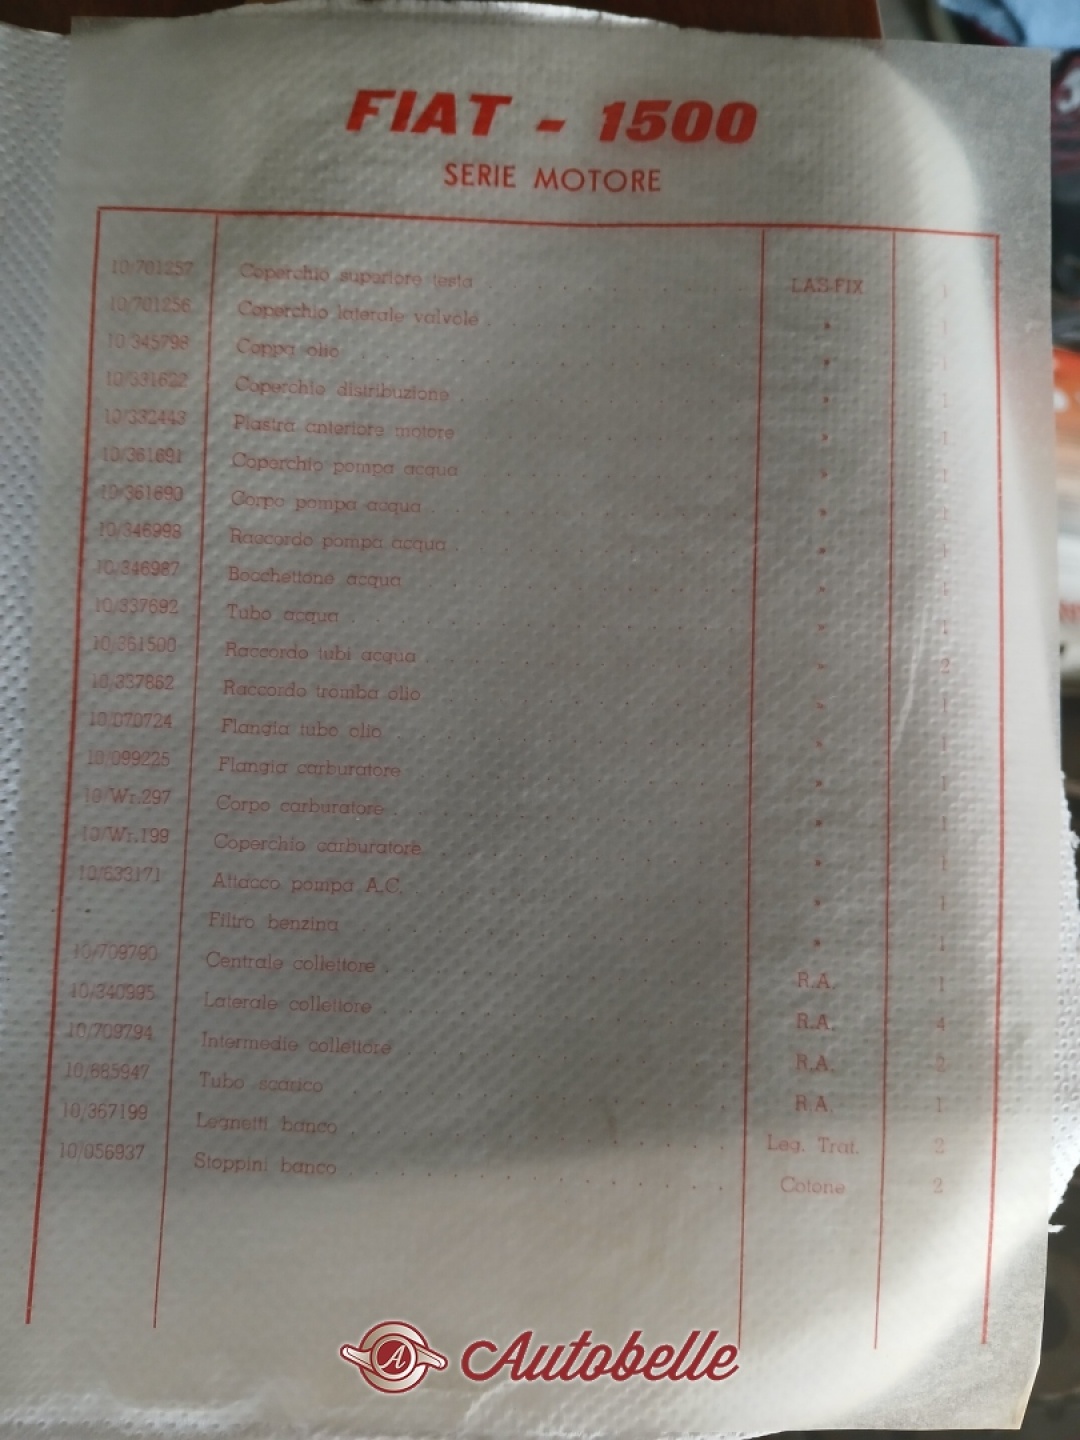 FIAT - 1500
SERIE MOTORE
10/701257 Coperchio superiore testa LAS-FIX 1
10/701256 Coperchio laterale valvole » 1
10/345798 Coppa olio » 1
10/331622 Coperchio distribuzione » 1
10/332443 Piastra anteriore motore » 1
10/361691 Coperchio pompa acqua » 1
10/361690 Corpo pompa acqua » 1
10/346998 Raccordo pompa acqua » 1
10/346987 Bocchettone acqua » 1
10/337692 Tubo acqua » 1
10/361500 Raccordo tubi acqua » 2
10/337862 Raccordo tromba olio » 1
10/070724 Flangia tubo olio » 1
10/099225 Flangia carburatore » 1
10/Wr.297 Corpo carburatore » 1
10/Wr.199 Coperchio carburatore » 1
10/633171 Attacco pompa A.C. » 1
Filtro benzina » 1
10/709790 Centrale collettore R.A. 1
10/340995 Laterale collettore R.A. 4
10/709794 Intermedie collettore R.A. 2
10/885947 Tubo scarico R.A. 1
10/367199 Legnetti banco Leg. Trat. 2
10/056937 Stoppini banco Cotone 2
A Autobelle